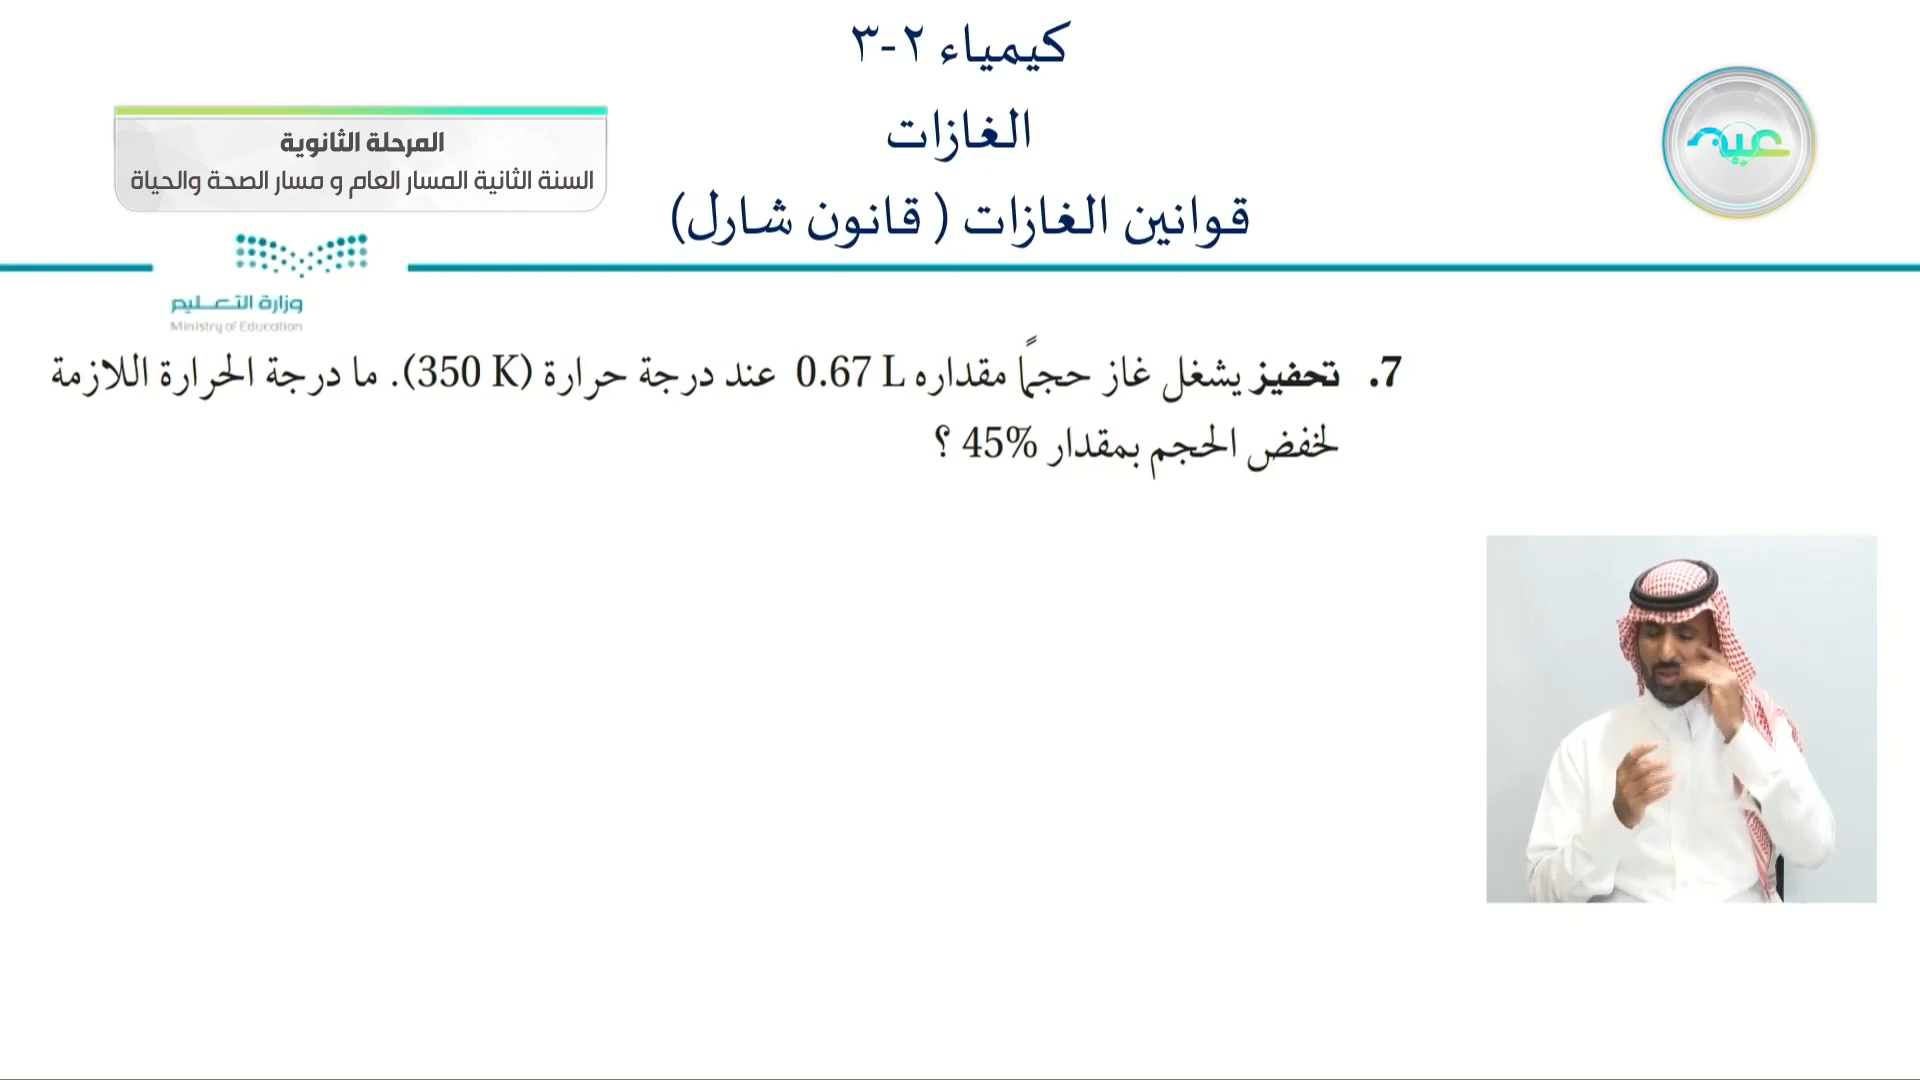 كيمياء ٢-٣
الغازات
قوانين الغازات ( قانون شارل)
عين
المرحلة الثانوية
السنة الثانية المسار العام و مسار الصحة والحياة
وزارة التعليم
Ministry of Education
7. تحفيز يشغل غاز حجمًا مقداره 0.67 L عند درجة حرارة (350 K). ما درجة الحرارة اللازمة
لخفض الحجم بمقدار 45% ؟